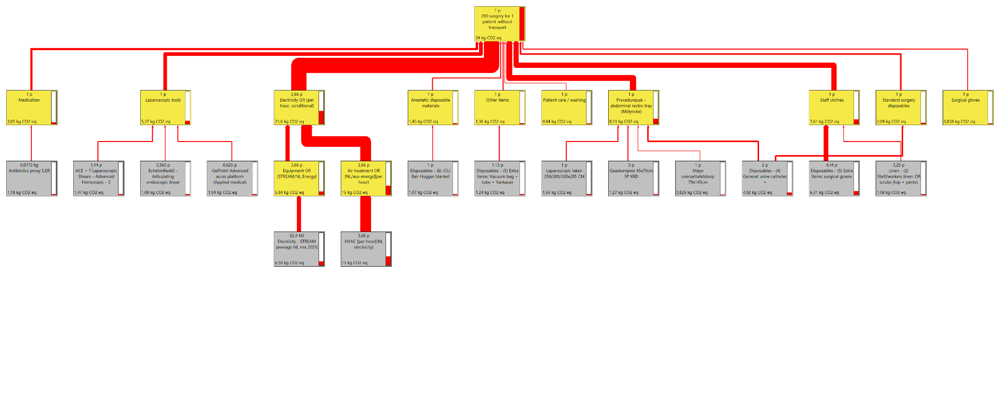 1 p
IBD surgery for 1
patient_without
transport
54 kg CO2 eq
1 p
Medication
3,05 kg CO2 eq
1 p
Laparoscopic tools
5,37 kg CO2 eq
3,66 p
Electricity OR [per
hour, conditional]
21,6 kg CO2 eq
1 p
Anestetic disposable
materials
1,45 kg CO2 eq
1 p
Other items
1,36 kg CO2 eq
1 p
Patient care / washing
0,84 kg CO2 eq
1 p
Procedurepak -
abdominal rectro tray
(Mölyncke)
8,51 kg CO2 eq
1 p
Staff clothes
7,61 kg CO2 eq
1 p
Standard surgery
disposables
2,09 kg CO2 eq
1 p
Surgical gloves
0,858 kg CO2 eq
0,0173 kg
Antibiotics proxy S.ER
1,18 kg CO2 eq
1,44 p
ACE + 7 Laparoscopic
Shears – Advanced
Hemostasis – 5
1,47 kg CO2 eq
0,563 p
Echelonflex60 -
Articulating
endoscopic linear
1,08 kg CO2 eq
0,625 p
GelPoint Advanced
acces platform
(Applied medical)
1,04 kg CO2 eq
3,66 p
Equipment OR
[STREAM/NL Energy]
5,84 kg CO2 eq
3,66 p
Air treatment OR
[NL/aus energy][per
hour]
15 kg CO2 eq
1 p
Disposables - (6) ICU:
Bair Hugger blanket
1,07 kg CO2 eq
1,13 p
Disposables - (5) Extra
items: Vacuum bag +
tube + Yankauer
1,24 kg CO2 eq
1 p
Laparoscopic laken
250/200/300x285 CM
1,55 kg CO2 eq
5 p
Gaaskompres 45x70cm
3P XRD
1,27 kg CO2 eq
1 p
Mayo
overzettafelsloop
79x145cm
0,825 kg CO2 eq
2 p
Disposables - (4)
General: urine catheter
+
4,02 kg CO2 eq
4,44 p
Disposables - (5) Extra
items: surgical gowns
6,31 kg CO2 eq
3,25 p
Linen - (2)
Staff/workers linen: OR
scrubs (top + pants)
1,08 kg CO2 eq
62,4 MJ
Electricity - STREAM
(average NL mix 2021)
6,59 kg CO2 eq
3,66 p
HVAC [per hour][NL
electricity]
15 kg CO2 eq